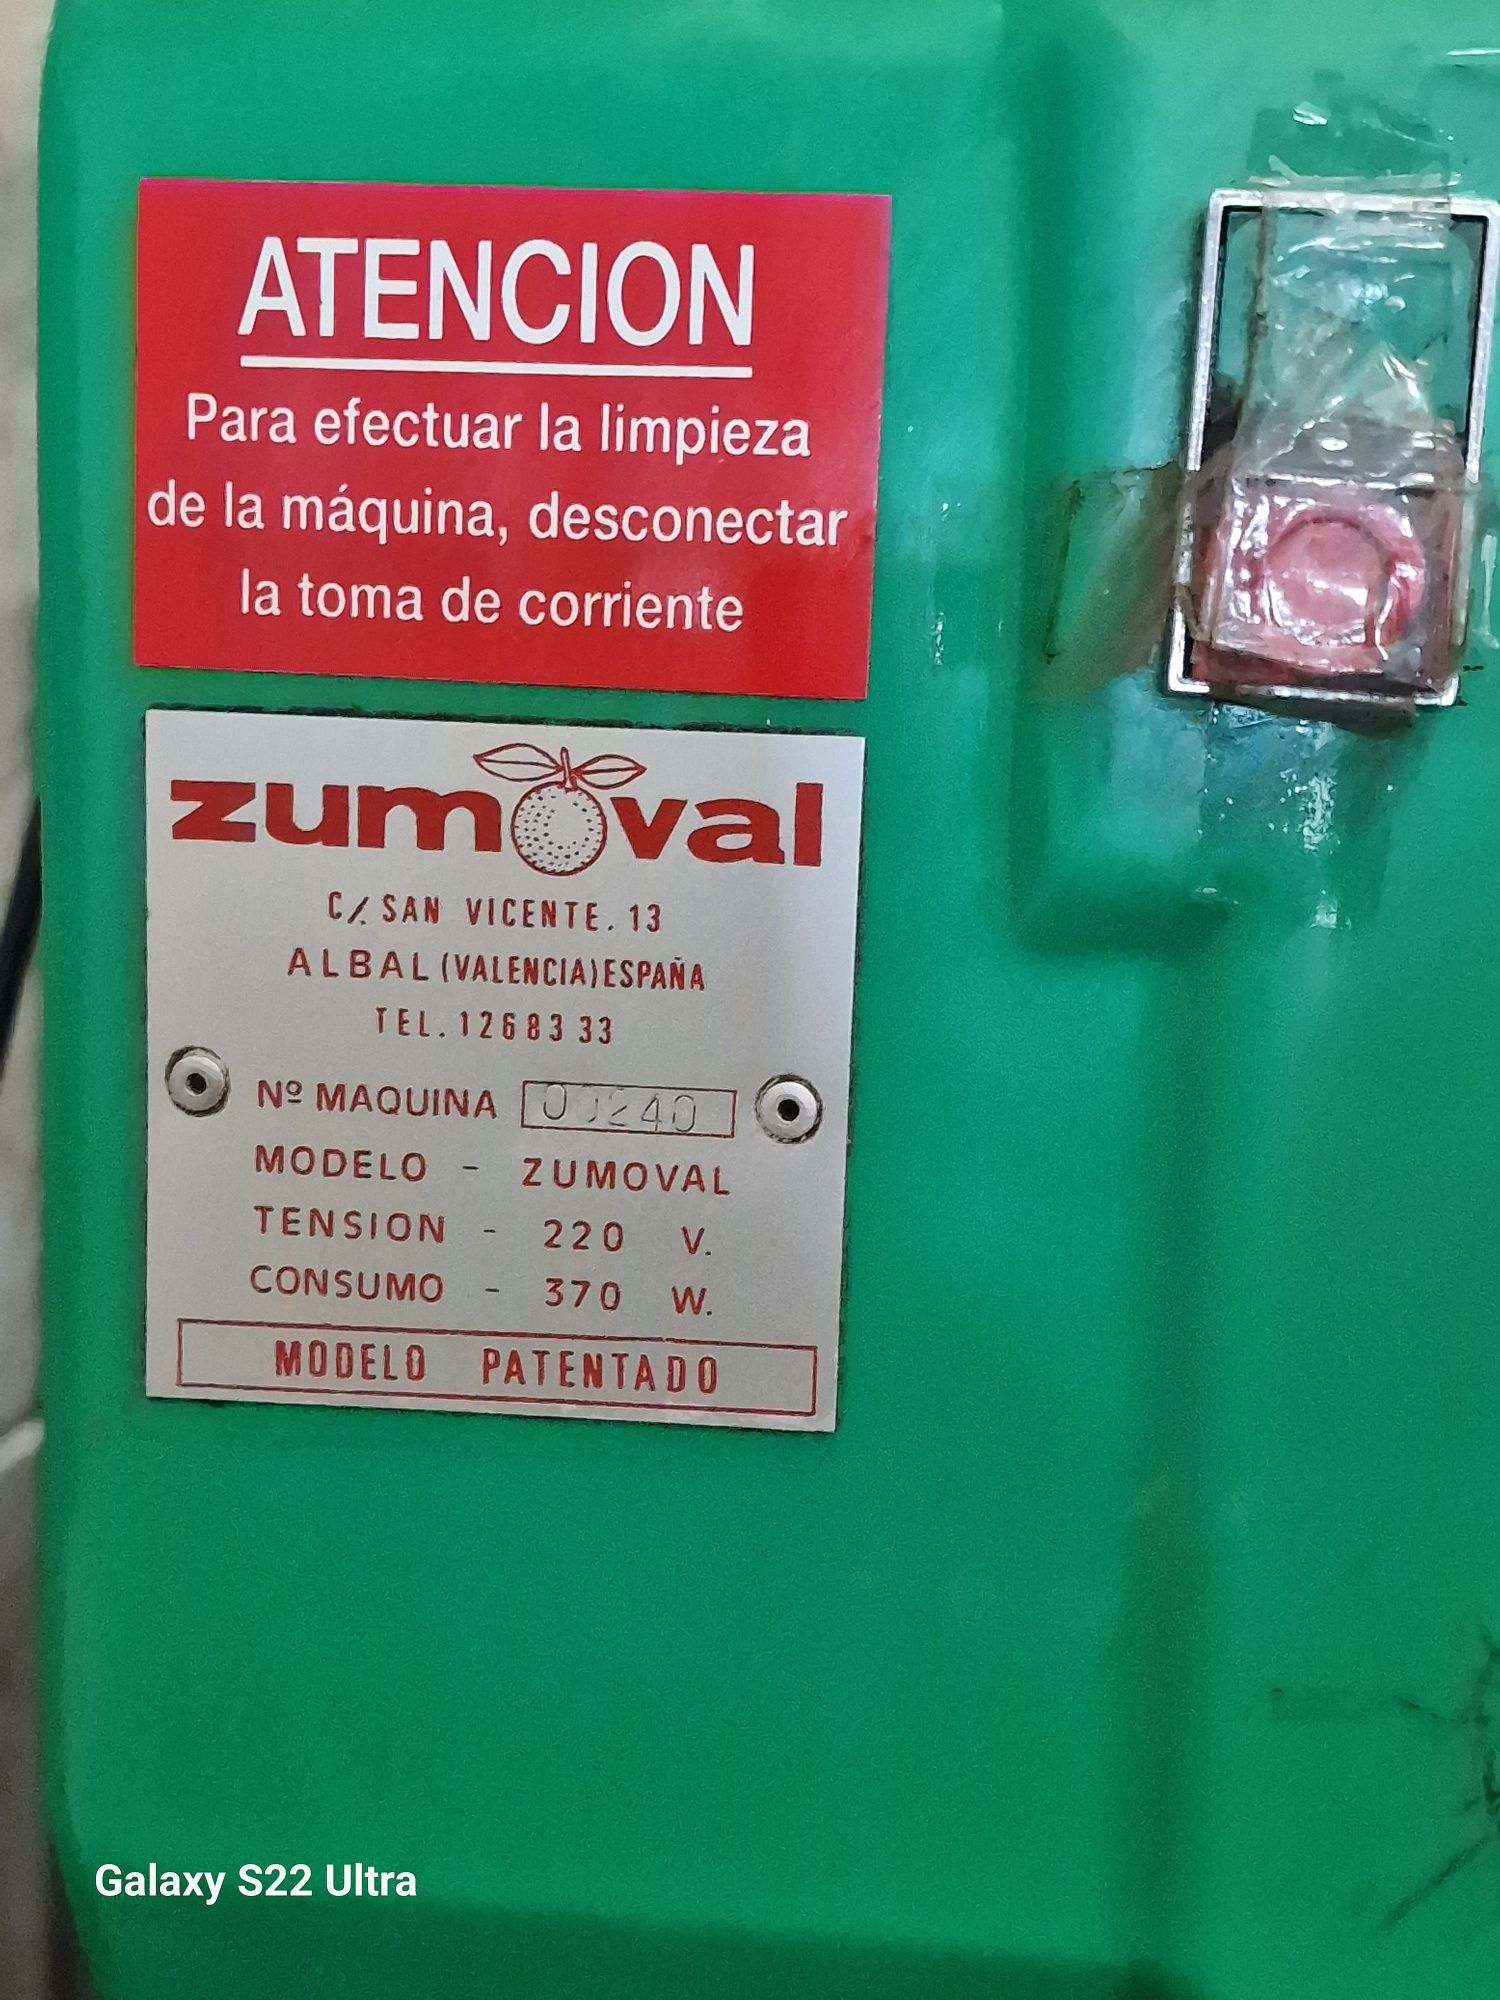 ATENCION
Para efectuar la limpieza
de la máquina, desconectar
la toma de corriente
zumoval
C/. SAN VICENTE. 13
ALBAL (VALENCIA) ESPAÑA
TEL. 126 83 33
Nº MAQUINA 00240
MODELO - ZUMOVAL
TENSION - 220 V.
CONSUMO - 370 W.
MODELO PATENTADO
Galaxy S22 Ultra